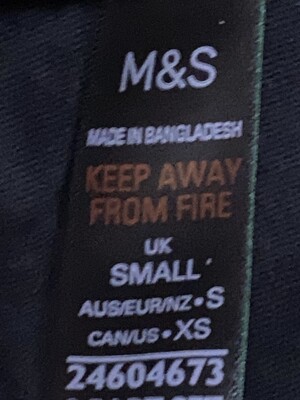 M&S
MADE IN BANGLADESH
KEEP AWAY
FROM FIRE
UK
SMALL
AUS/EUR/NZ • S
CAN/US • XS
24604673